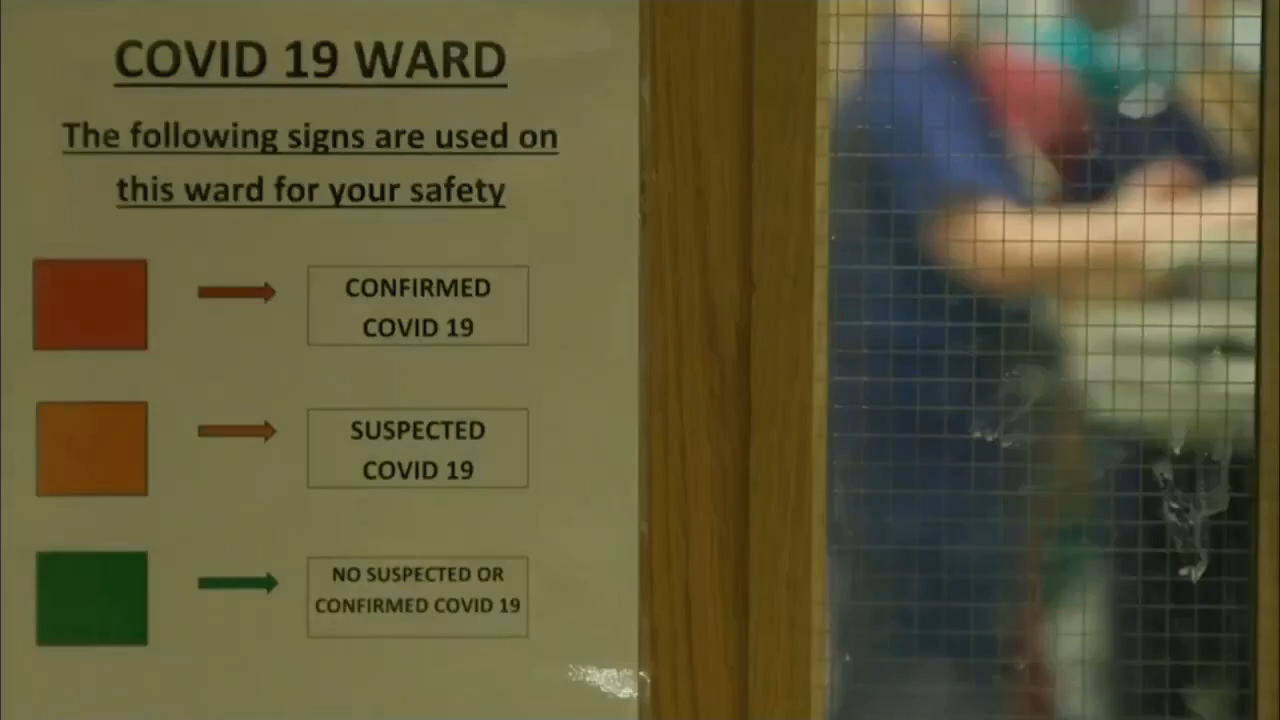 COVID 19 WARD
The following signs are used on
this ward for your safety
CONFIRMED
COVID 19
SUSPECTED
COVID 19
NO SUSPECTED OR
CONFIRMED COVID 19